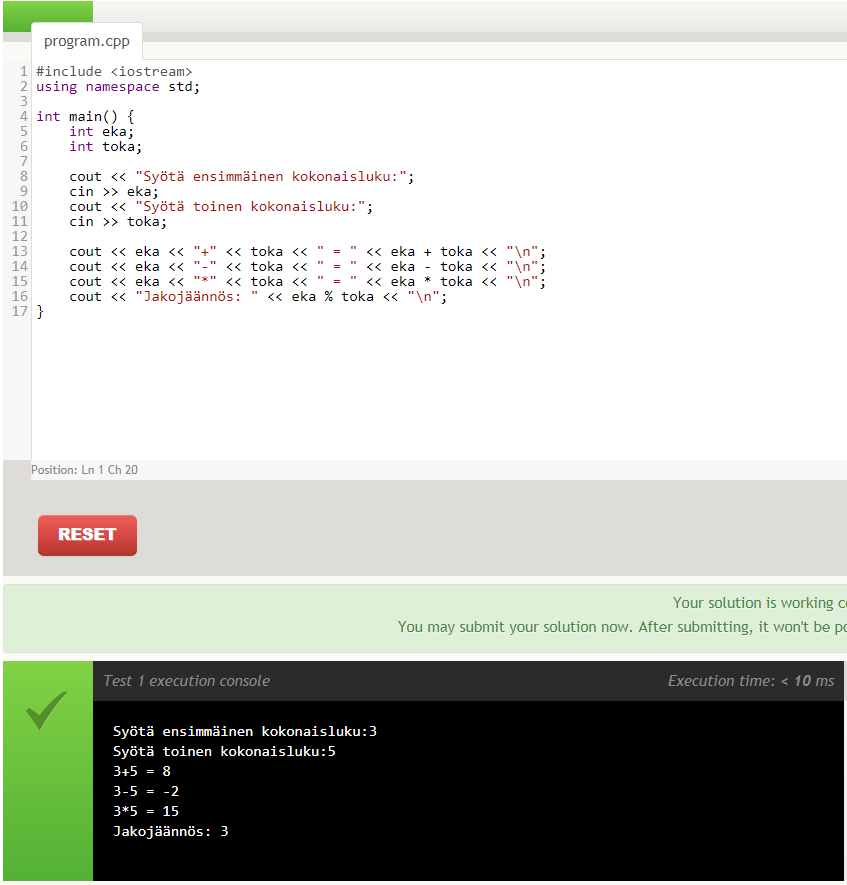 program.cpp
1 #include <iostream>
2 using namespace std;
3
4 int main() {
5     int eka;
6     int toka;
7
8     cout << "Syötä ensimmäinen kokonaisluku:";
9     cin >> eka;
10     cout << "Syötä toinen kokonaisluku:";
11     cin >> toka;
12
13     cout << eka << "+" << toka << " = " << eka + toka << "\n";
14     cout << eka << "-" << toka << " = " << eka - toka << "\n";
15     cout << eka << "*" << toka << " = " << eka * toka << "\n";
16     cout << "Jakojäännös: " << eka % toka << "\n";
17 }
Position: Ln 1 Ch 20
RESET
Your solution is working
You may submit your solution now. After submitting, it won't be
Test 1 execution console Execution time: < 10 ms
Syötä ensimmäinen kokonaisluku:3
Syötä toinen kokonaisluku:5
3+5 = 8
3-5 = -2
3*5 = 15
Jakojäännös: 3